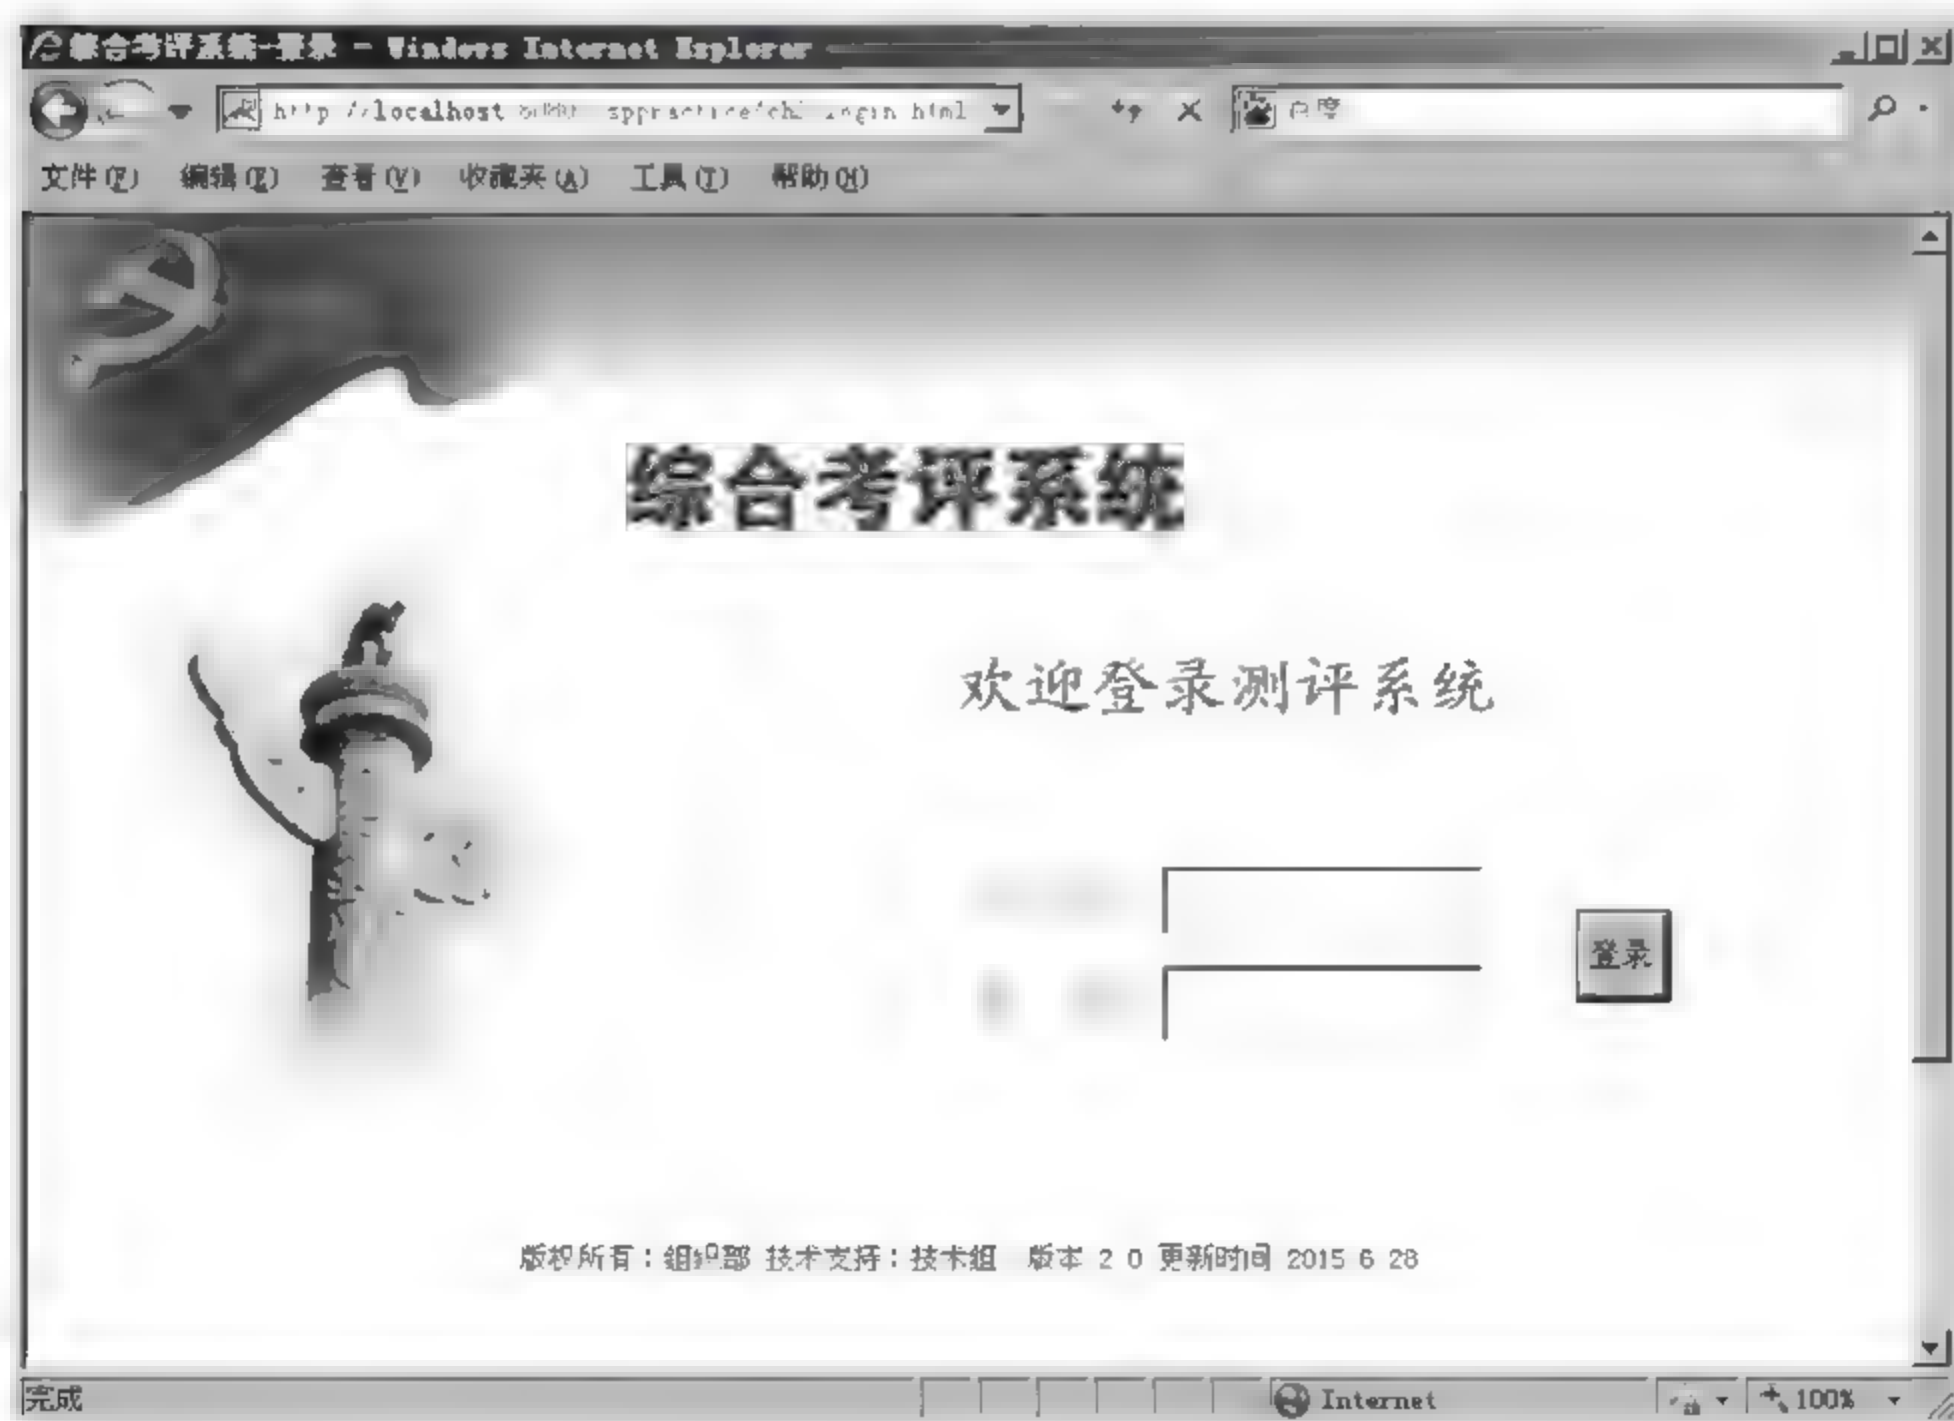 综合考评系统-登录 - Windows Internet Explorer
http://localhost
百度
文件(F) 编辑(E) 查看(V) 收藏夹(A) 工具(T) 帮助(H)
综合考评系统
欢迎登录测评系统
登录
版权所有：组织部 技术支持：技术组 版本 2 0 更新时间 2015 6 28
完成
Internet
100%